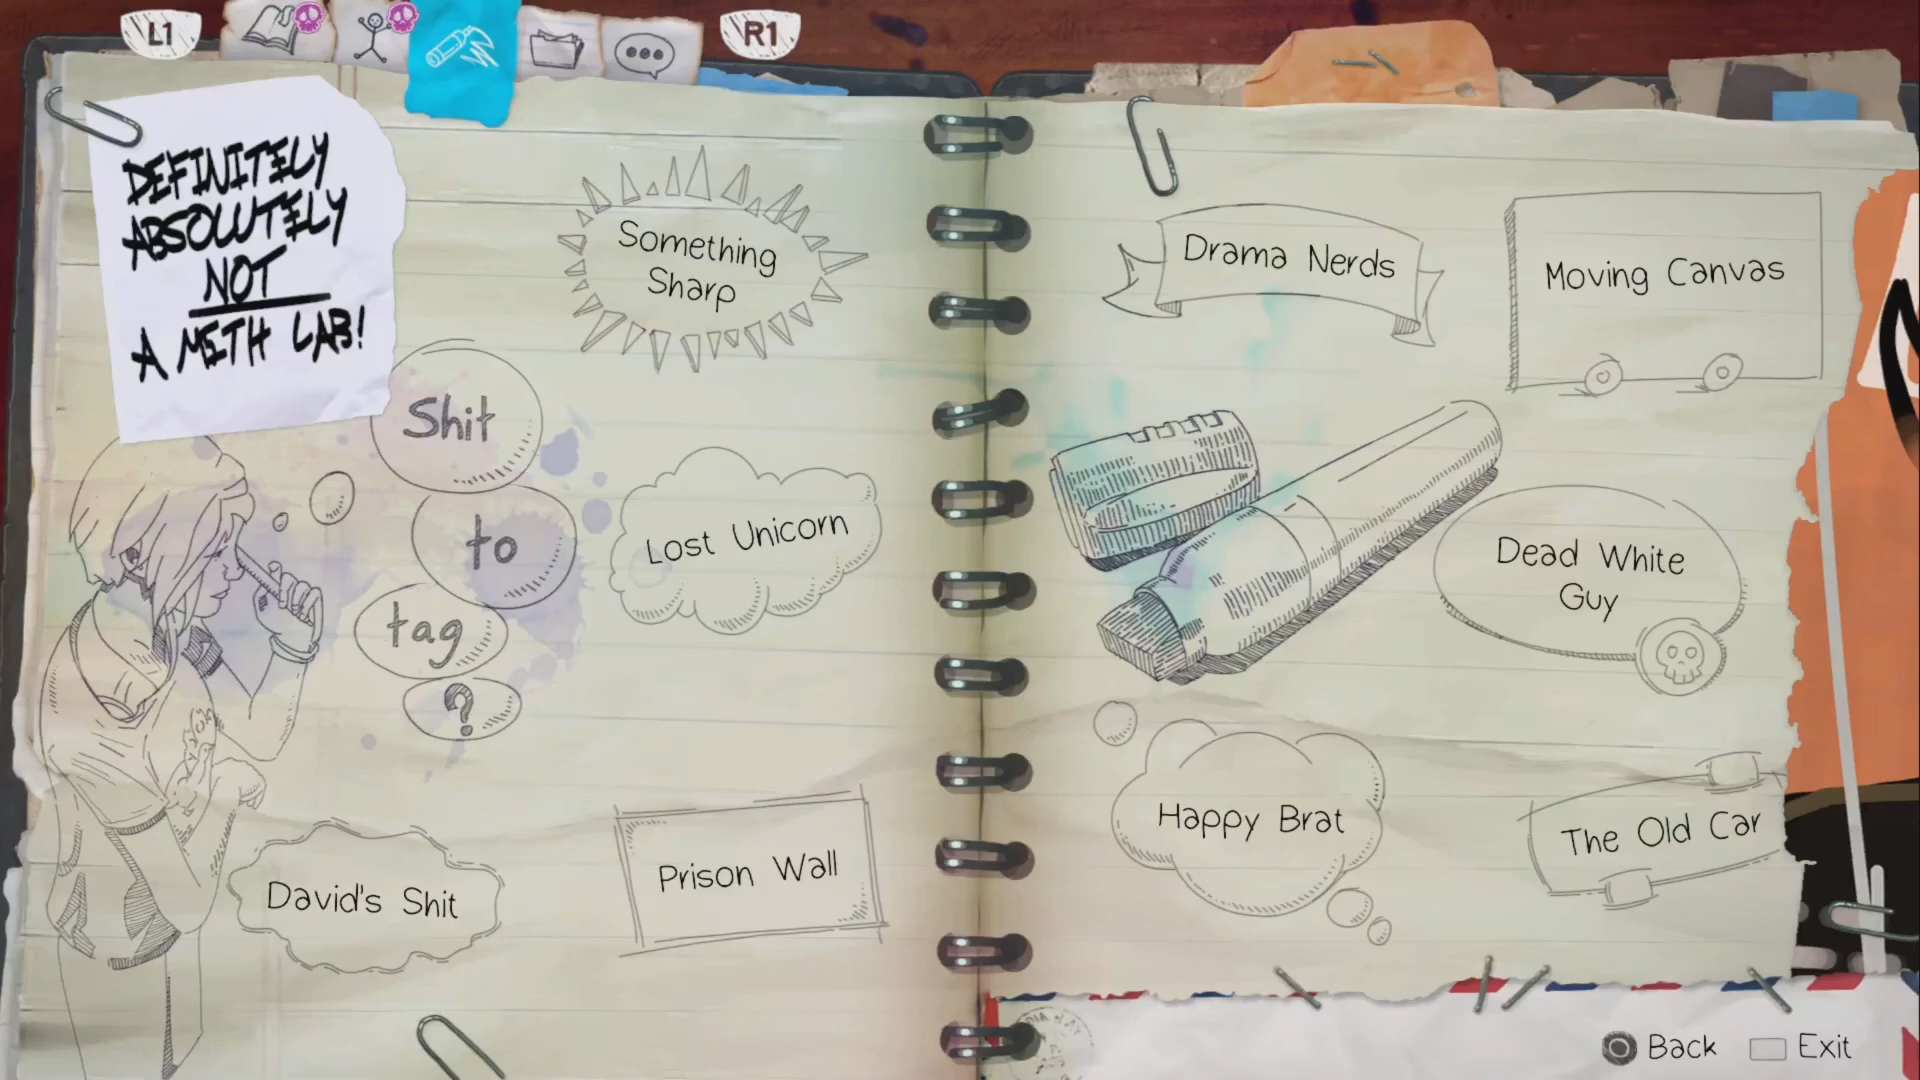 L1
R1
DEFINITELY
ABSOLUTELY
NOT
A METH LAB!
Something
Sharp
Shit
to
tag
?
Lost Unicorn
David's Shit
Prison Wall
Drama Nerds
Moving Canvas
Dead White
Guy
Happy Brat
The Old Car
Back
Exit